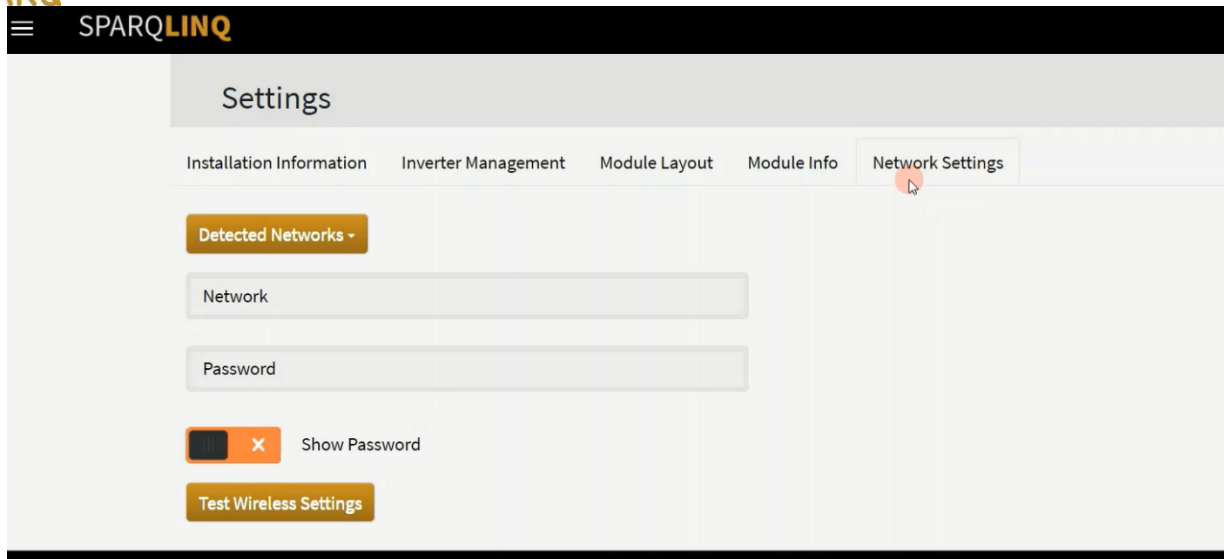 SPARQLINQ
Settings
Installation Information Inverter Management Module Layout Module Info Network Settings
Detected Networks
Network
Password
Show Password
Test Wireless Settings